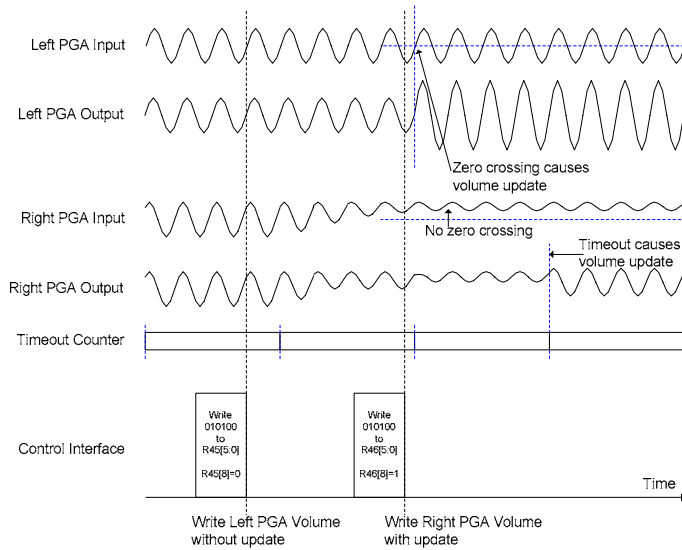 Left PGA Input
Left PGA Output
Zero crossing causes
volume update
Right PGA Input
No zero crossing
Timeout causes
volume update
Right PGA Output
Timeout Counter
Write
010100
to
R45[5:0]
R45[8]=0
Write
010100
to
R46[5:0]
R46[8]=1
Control Interface
Time
Write Left PGA Volume
without update
Write Right PGA Volume
with update